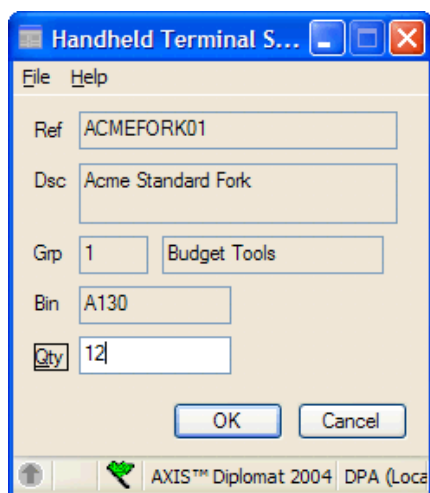 Handheld Terminal S...
File Help
Ref ACMEFORK01
Dsc Acme Standard Fork
Grp 1 Budget Tools
Bin A130
Qty 12
OK Cancel
AXIS™ Diplomat 2004 DPA (Loca